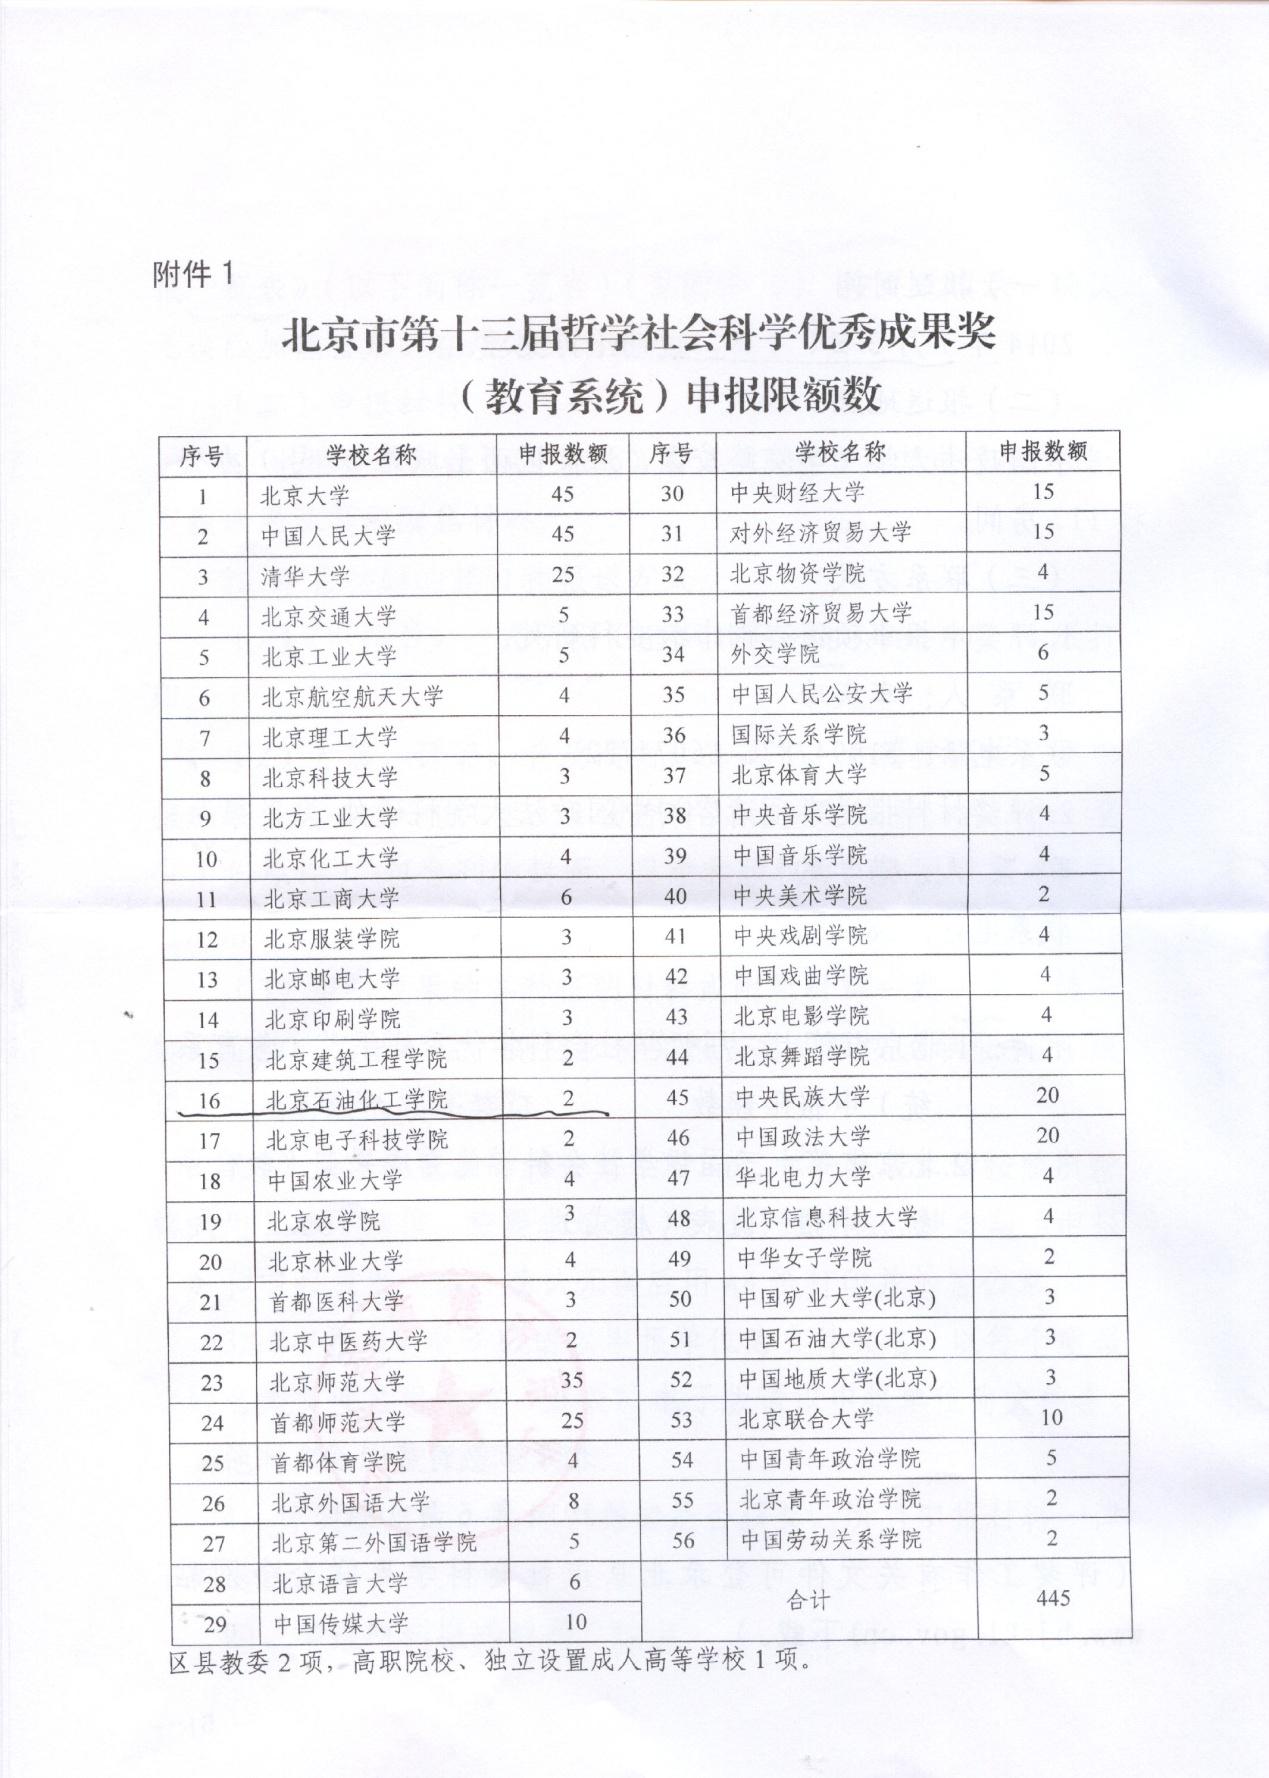 附件 1
北京市第十三届哲学社会科学优秀成果奖
（教育系统）申报限额数
序号 学校名称 申报数额 序号 学校名称 申报数额
1 北京大学 45 30 中央财经大学 15
2 中国人民大学 45 31 对外经济贸易大学 15
3 清华大学 25 32 北京物资学院 4
4 北京交通大学 5 33 首都经济贸易大学 15
5 北京工业大学 5 34 外交学院 6
6 北京航空航天大学 4 35 中国人民公安大学 5
7 北京理工大学 4 36 国际关系学院 3
8 北京科技大学 3 37 北京体育大学 5
9 北方工业大学 3 38 中央音乐学院 4
10 北京化工大学 4 39 中国音乐学院 4
11 北京工商大学 6 40 中央美术学院 2
12 北京服装学院 3 41 中央戏剧学院 4
13 北京邮电大学 3 42 中国戏曲学院 4
14 北京印刷学院 3 43 北京电影学院 4
15 北京建筑工程学院 2 44 北京舞蹈学院 4
16 北京石油化工学院 2 45 中央民族大学 20
17 北京电子科技学院 2 46 中国政法大学 20
18 中国农业大学 4 47 华北电力大学 4
19 北京农学院 3 48 北京信息科技大学 4
20 北京林业大学 4 49 中华女子学院 2
21 首都医科大学 3 50 中国矿业大学(北京) 3
22 北京中医药大学 2 51 中国石油大学(北京) 3
23 北京师范大学 35 52 中国地质大学(北京) 3
24 首都师范大学 25 53 北京联合大学 10
25 首都体育学院 4 54 中国青年政治学院 5
26 北京外国语大学 8 55 北京青年政治学院 2
27 北京第二外国语学院 5 56 中国劳动关系学院 2
28 北京语言大学 6 合计 445
29 中国传媒大学 10
区县教委 2 项，高职院校、独立设置成人高等学校 1 项。